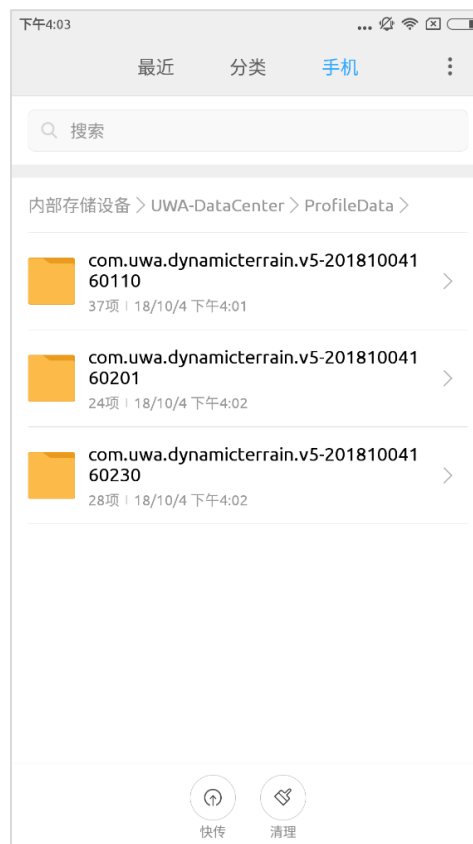 下午4:03
最近 分类 手机
搜索
内部存储设备 > UWA-DataCenter > ProfileData >
com.uwa.dynamicterrain.v5-201810041
60110
37项 | 18/10/4 下午4:01
com.uwa.dynamicterrain.v5-201810041
60201
24项 | 18/10/4 下午4:02
com.uwa.dynamicterrain.v5-201810041
60230
28项 | 18/10/4 下午4:02
快传 清理